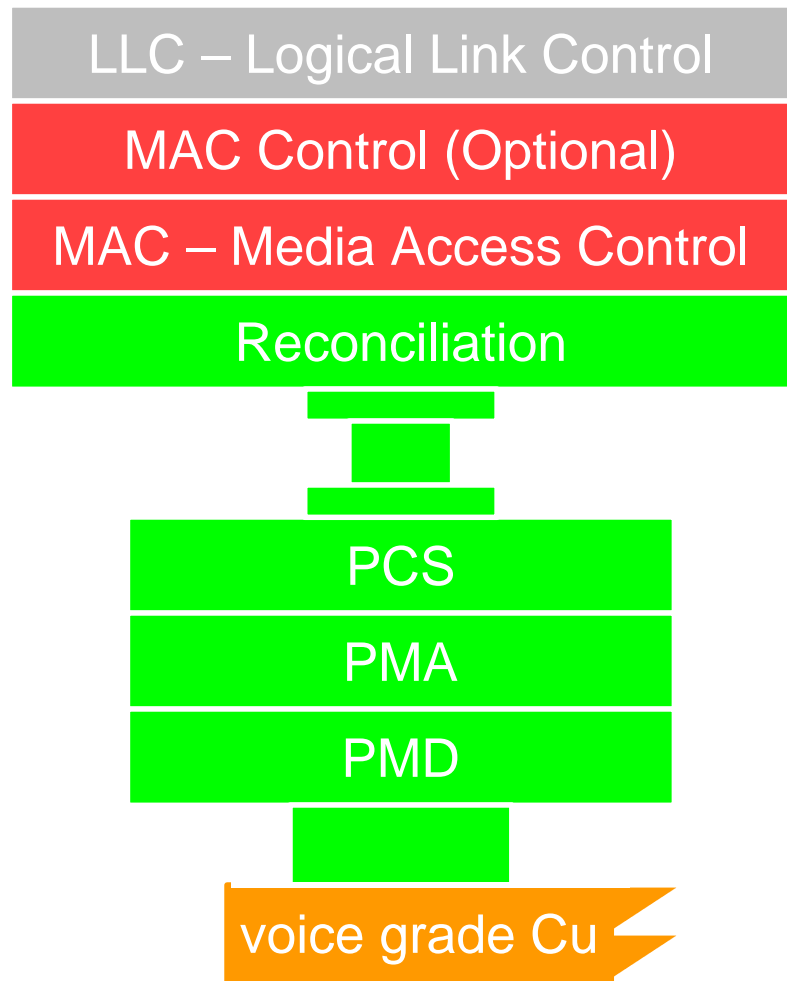 LLC – Logical Link Control
MAC Control (Optional)
MAC – Media Access Control
Reconciliation
PCS
PMA
PMD
voice grade Cu